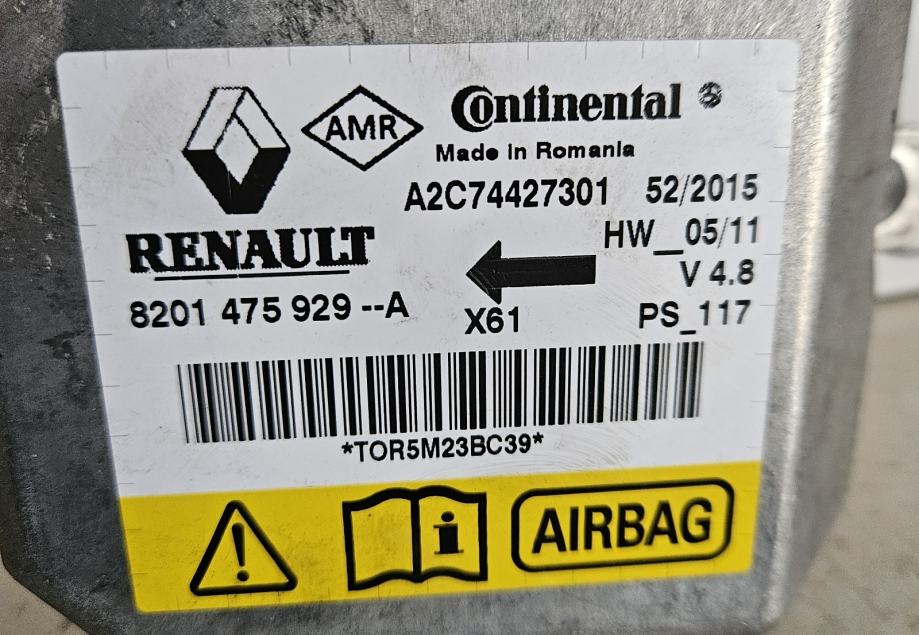 AMR
Continental
Made in Romania
A2C74427301 52/2015
RENAULT
HW_05/11
V 4.8
8201 475 929 --A
X61
PS_117
*TOR5M23BC39*
i
AIRBAG